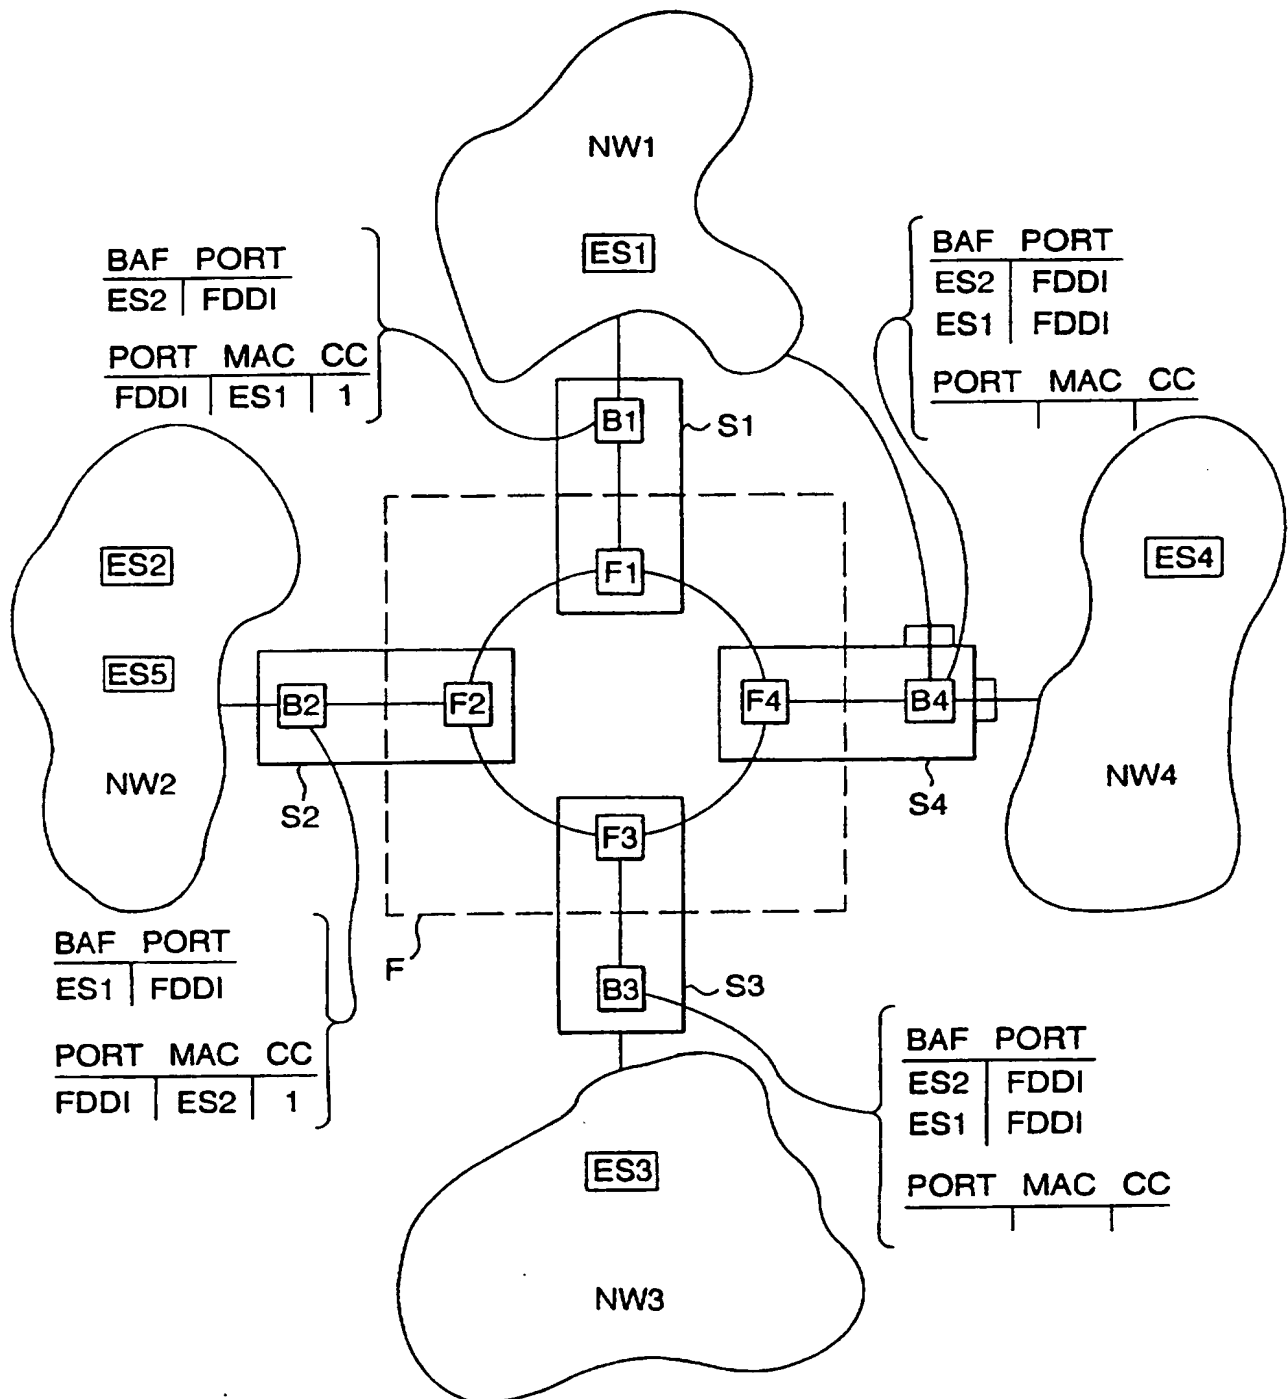 NW1
ES1
BAF PORT
ES2 FDDI
PORT MAC CC
FDDI ES1 1
BAF PORT
ES2 FDDI
ES1 FDDI
PORT MAC CC
B1
S1
F1
ES2
ES5
NW2
B2
F2
S2
F4
B4
S4
ES4
NW4
F3
B3
S3
F
BAF PORT
ES1 FDDI
PORT MAC CC
FDDI ES2 1
BAF PORT
ES2 FDDI
ES1 FDDI
PORT MAC CC
ES3
NW3